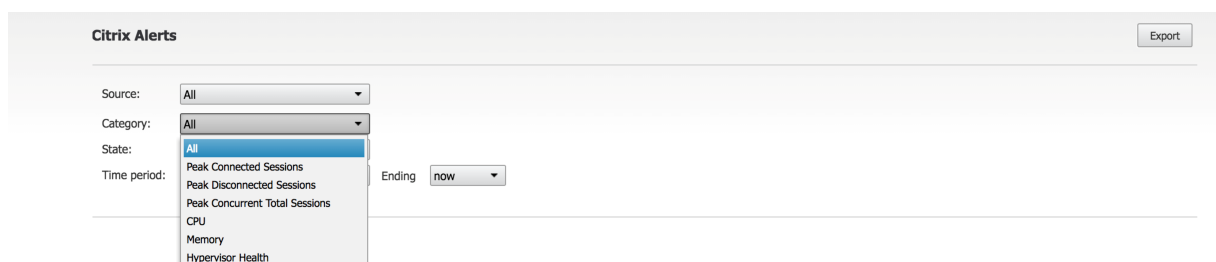 Citrix Alerts Export
Source: All
Category: All
State: All
Time period: Peak Connected Sessions Ending now
Peak Disconnected Sessions
Peak Concurrent Total Sessions
CPU
Memory
Hypervisor Health